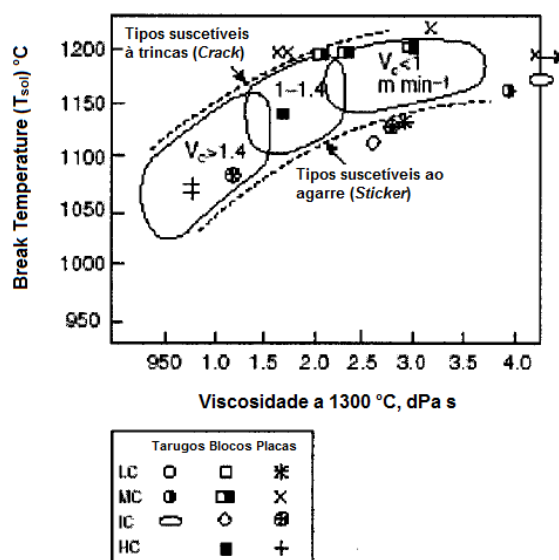 Break Temperature (Tsol) °C
1200
1150
1100
1050
1000
950
Tipos suscetíveis
à trincas (Crack)
Vc<1
m min−1
1-1.4
Vc>1.4
Tipos suscetíveis ao
agarre (Sticker)
950 1.0 1.5 2.0 2.5 3.0 3.5 4.0
Viscosidade a 1300 °C, dPa s
Tarugos Blocos Placas
LC
MC
IC
HC